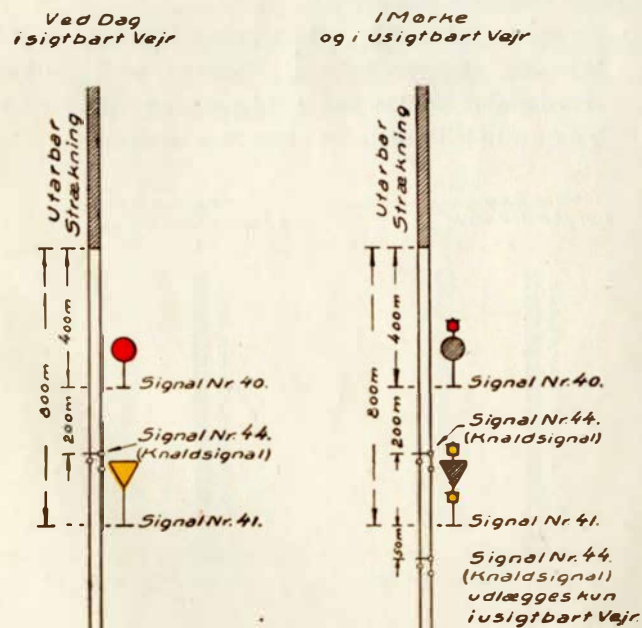 Ved Dag
i sigtbart Vejr
I Mørke
og i usigtbart Vejr
Utarbar
Strækning
400m
800m
200m
Signal Nr. 40.
Signal Nr. 44.
(Knaldsignal)
Signal Nr. 41.
Utarbar
Strækning
400m
800m
200m
50m
Signal Nr. 40.
Signal Nr. 44.
(Knaldsignal)
Signal Nr. 41.
Signal Nr. 44
(Knaldsignal)
udlægges kun
i usigtbart Vejr.